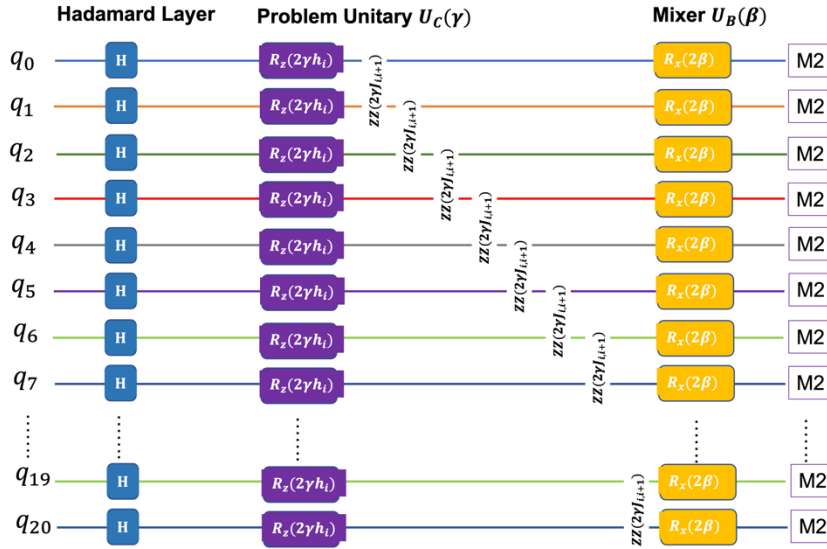 Hadamard Layer Problem Unitary U_C(γ) Mixer U_B(β)
q_0 H R_z(2γh_i) R_x(2β) M2
ZZ(2γJ_{i,i+1})
q_1 H R_z(2γh_i) R_x(2β) M2
ZZ(2γJ_{i,i+1})
q_2 H R_z(2γh_i) R_x(2β) M2
ZZ(2γJ_{i,i+1})
q_3 H R_z(2γh_i) R_x(2β) M2
ZZ(2γJ_{i,i+1})
q_4 H R_z(2γh_i) R_x(2β) M2
ZZ(2γJ_{i,i+1})
q_5 H R_z(2γh_i) R_x(2β) M2
ZZ(2γJ_{i,i+1})
q_6 H R_z(2γh_i) R_x(2β) M2
ZZ(2γJ_{i,i+1})
q_7 H R_z(2γh_i) R_x(2β) M2
q_19 H R_z(2γh_i) R_x(2β) M2
ZZ(2γJ_{i,i+1})
q_20 H R_z(2γh_i) R_x(2β) M2